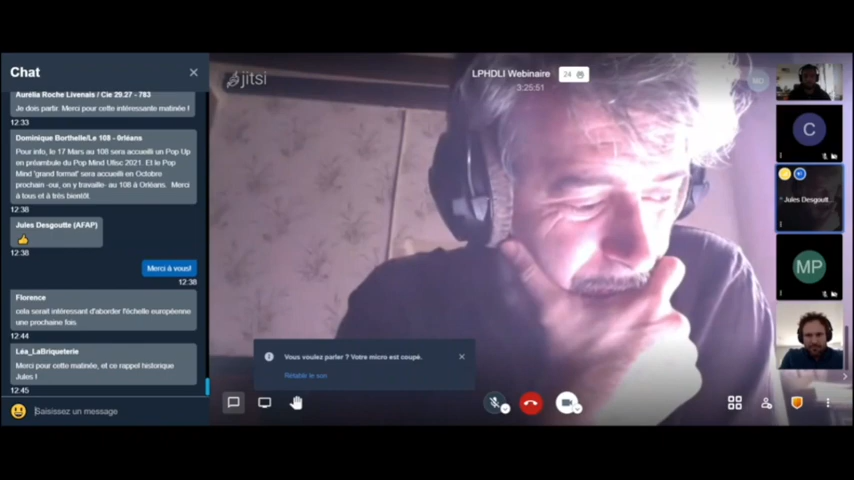 Chat
Aurélia Roche Livenais / Cie 29.27 - 783
Je dois partir. Merci pour cette intéressante matinée !
12:33
Dominique Borthelle/Le 108 - 0rléans
Pour info, le 17 Mars au 108 sera accueilli un Pop Up
en préambule du Pop Mind Ufisc 2021. Et le Pop
Mind 'grand format' sera accueilli en Octobre
prochain -oui, on y travaille- au 108 à Orléans. Merci
à tous et à très bientôt.
12:38
Jules Desgoutte (AFAP)
12:38
Merci à vous!
12:38
Florence
cela serait intéressant d'aborder l'échelle européenne
une prochaine fois.
12:44
Léa_LaBriqueterie
Merci pour cette matinée, et ce rappel historique
Jules !
12:45
Saisissez un message
jitsi
LPHDLI Webinaire
24
3:25:51
Vous voulez parler ? Votre micro est coupé.
Rétablir le son
C
Jules Desgoutt...
MP